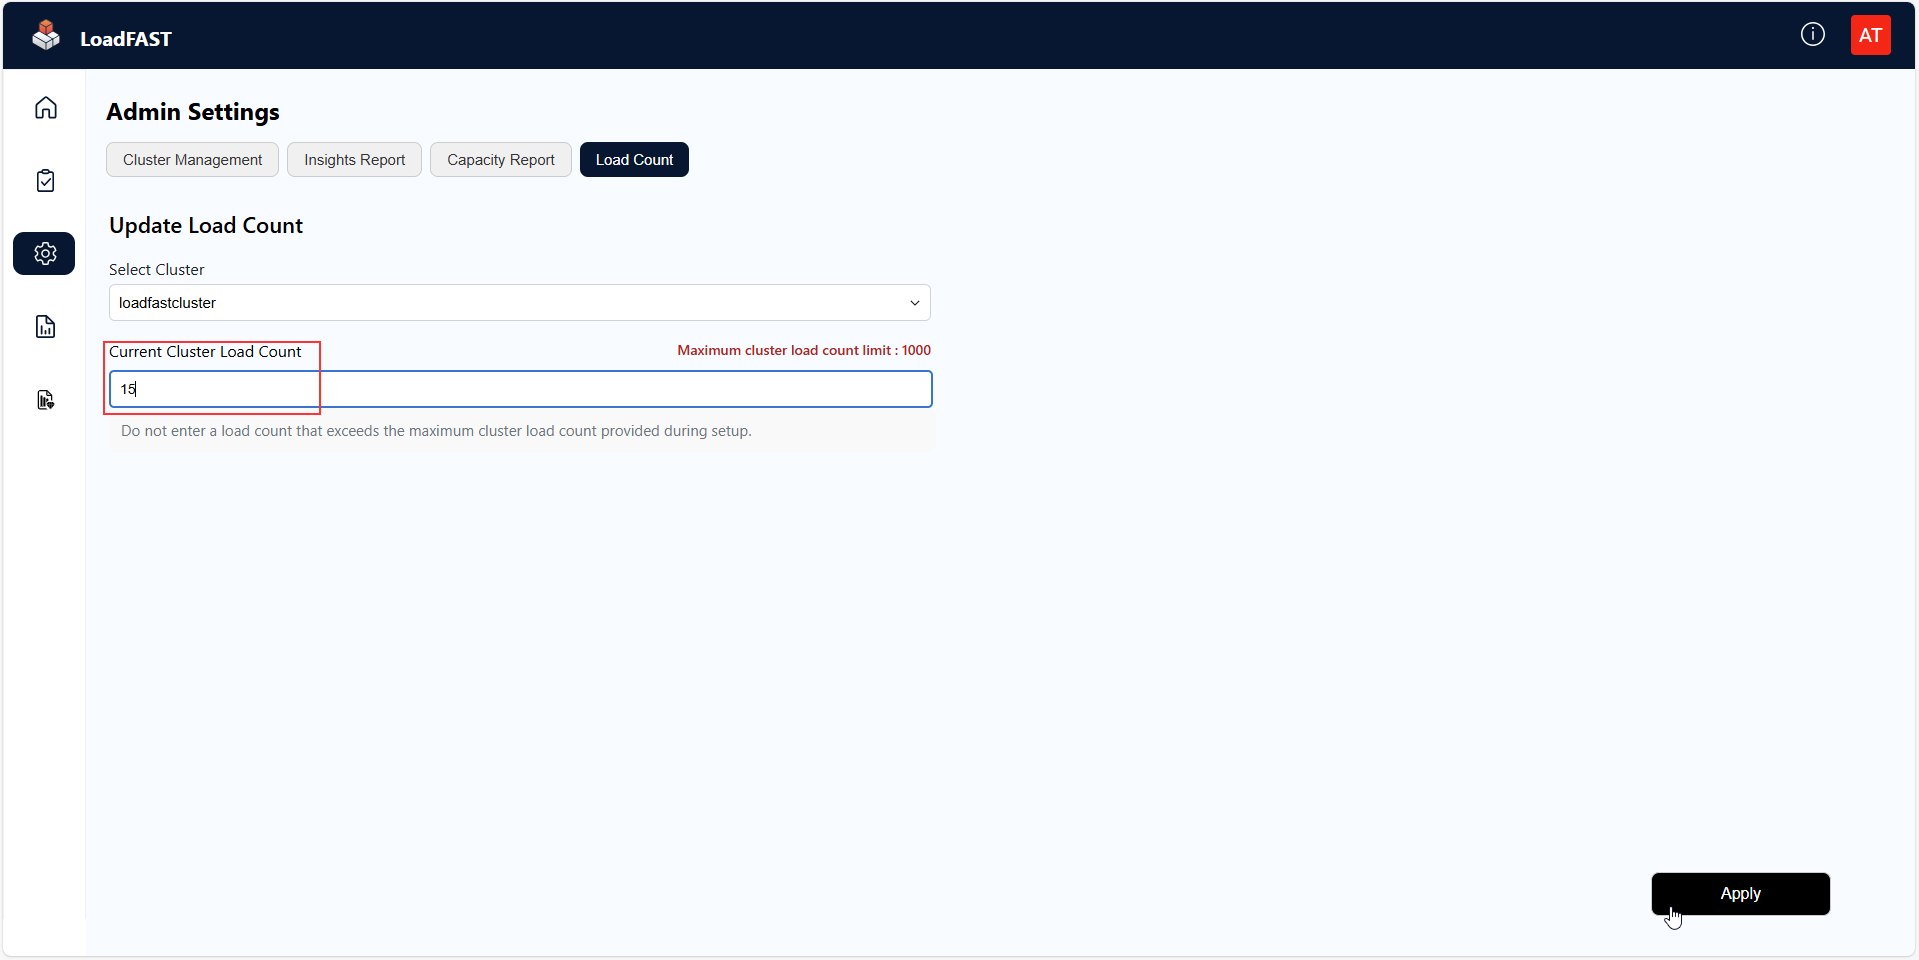 LoadFAST
AT
Admin Settings
Cluster Management
Insights Report
Capacity Report
Load Count
Update Load Count
Select Cluster
loadfastcluster
Current Cluster Load Count
Maximum cluster load count limit : 1000
15
Do not enter a load count that exceeds the maximum cluster load count provided during setup.
Apply